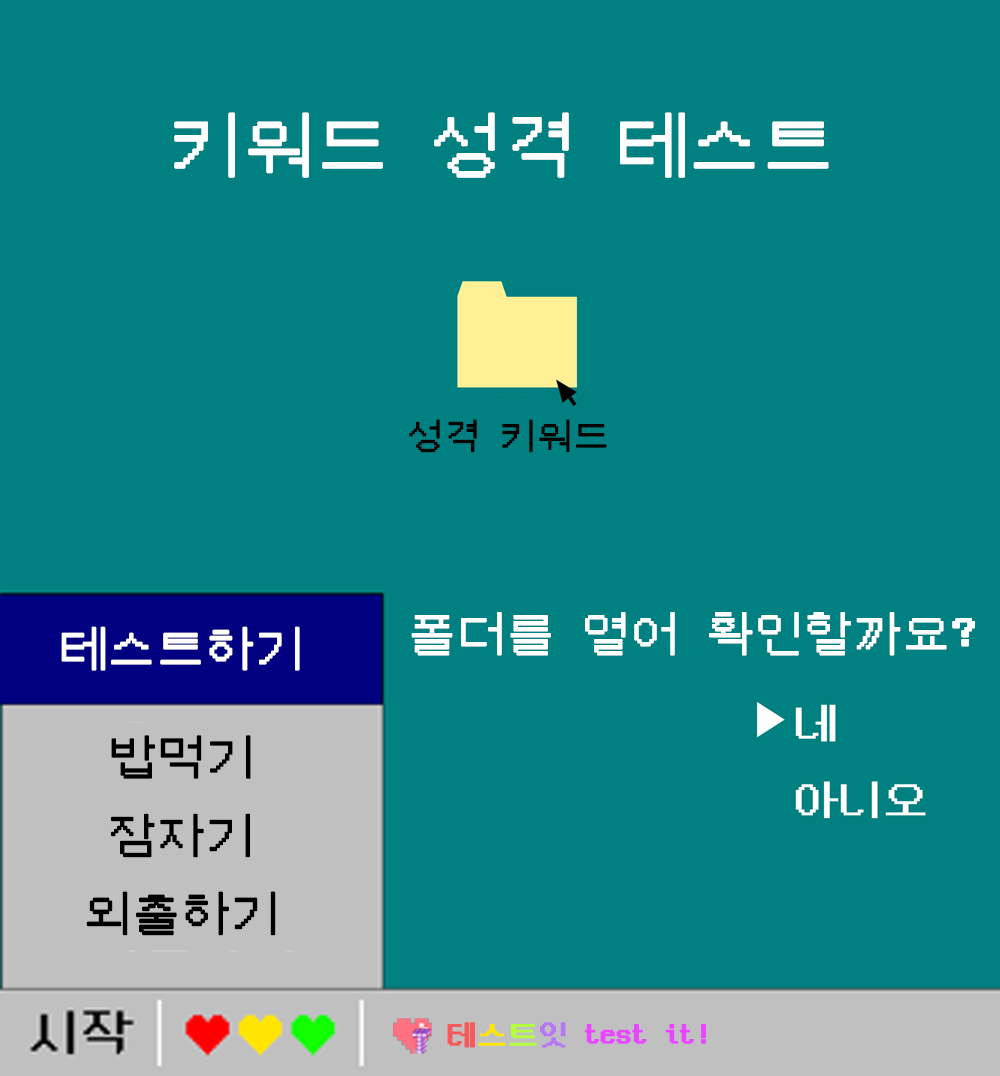 키워드 성격 테스트
성격 키워드
폴더를 열어 확인할까요?
▶네
아니오
테스트하기
밥먹기
잠자기
외출하기
시작
테스트잇 test it!